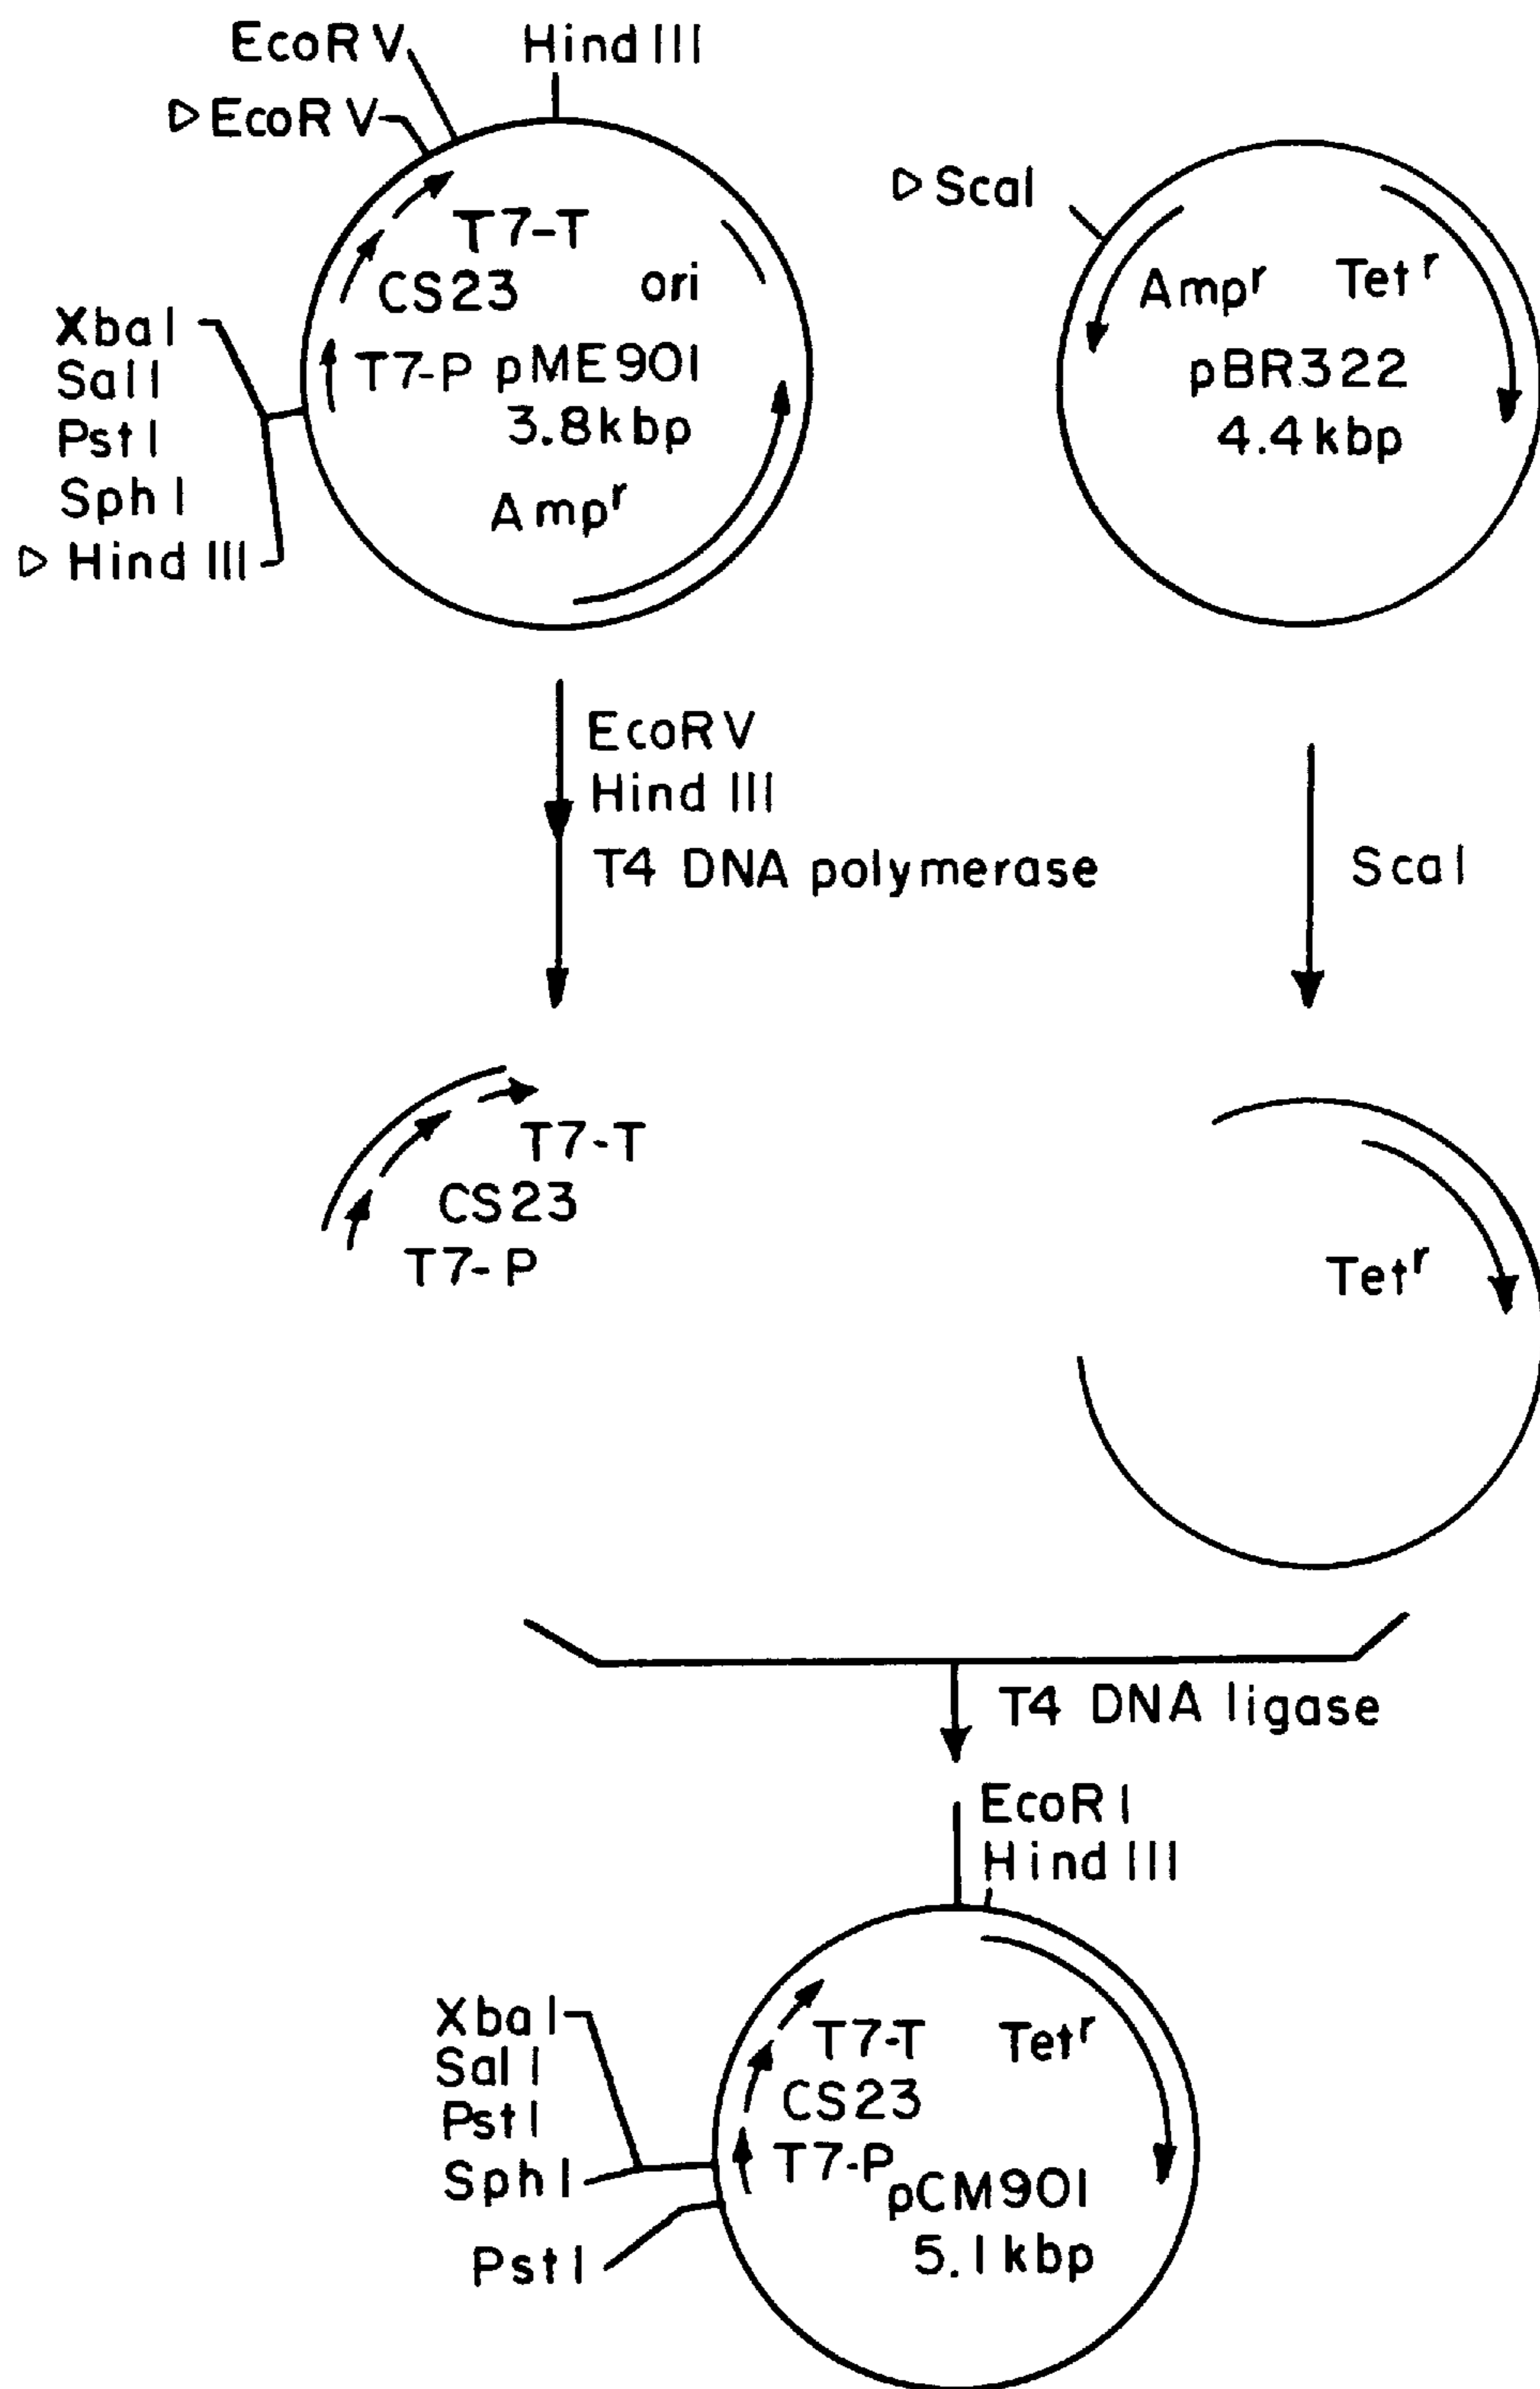 EcoRV
Hind III
▷EcoRV
T7-T
CS23
ori
XbaI
SalI
PstI
SphI
▷ Hind III
T7-P pME901
3.8kbp
Ampʳ
▷ ScaI
Ampʳ
Tetʳ
pBR322
4.4kbp
EcoRV
Hind III
T4 DNA polymerase
ScaI
T7-T
CS23
T7-P
Tetʳ
T4 DNA ligase
EcoRI
Hind III
XbaI
SalI
PstI
SphI
PstI
T7-T
Tetʳ
CS23
T7-P
pCM901
5.1kbp